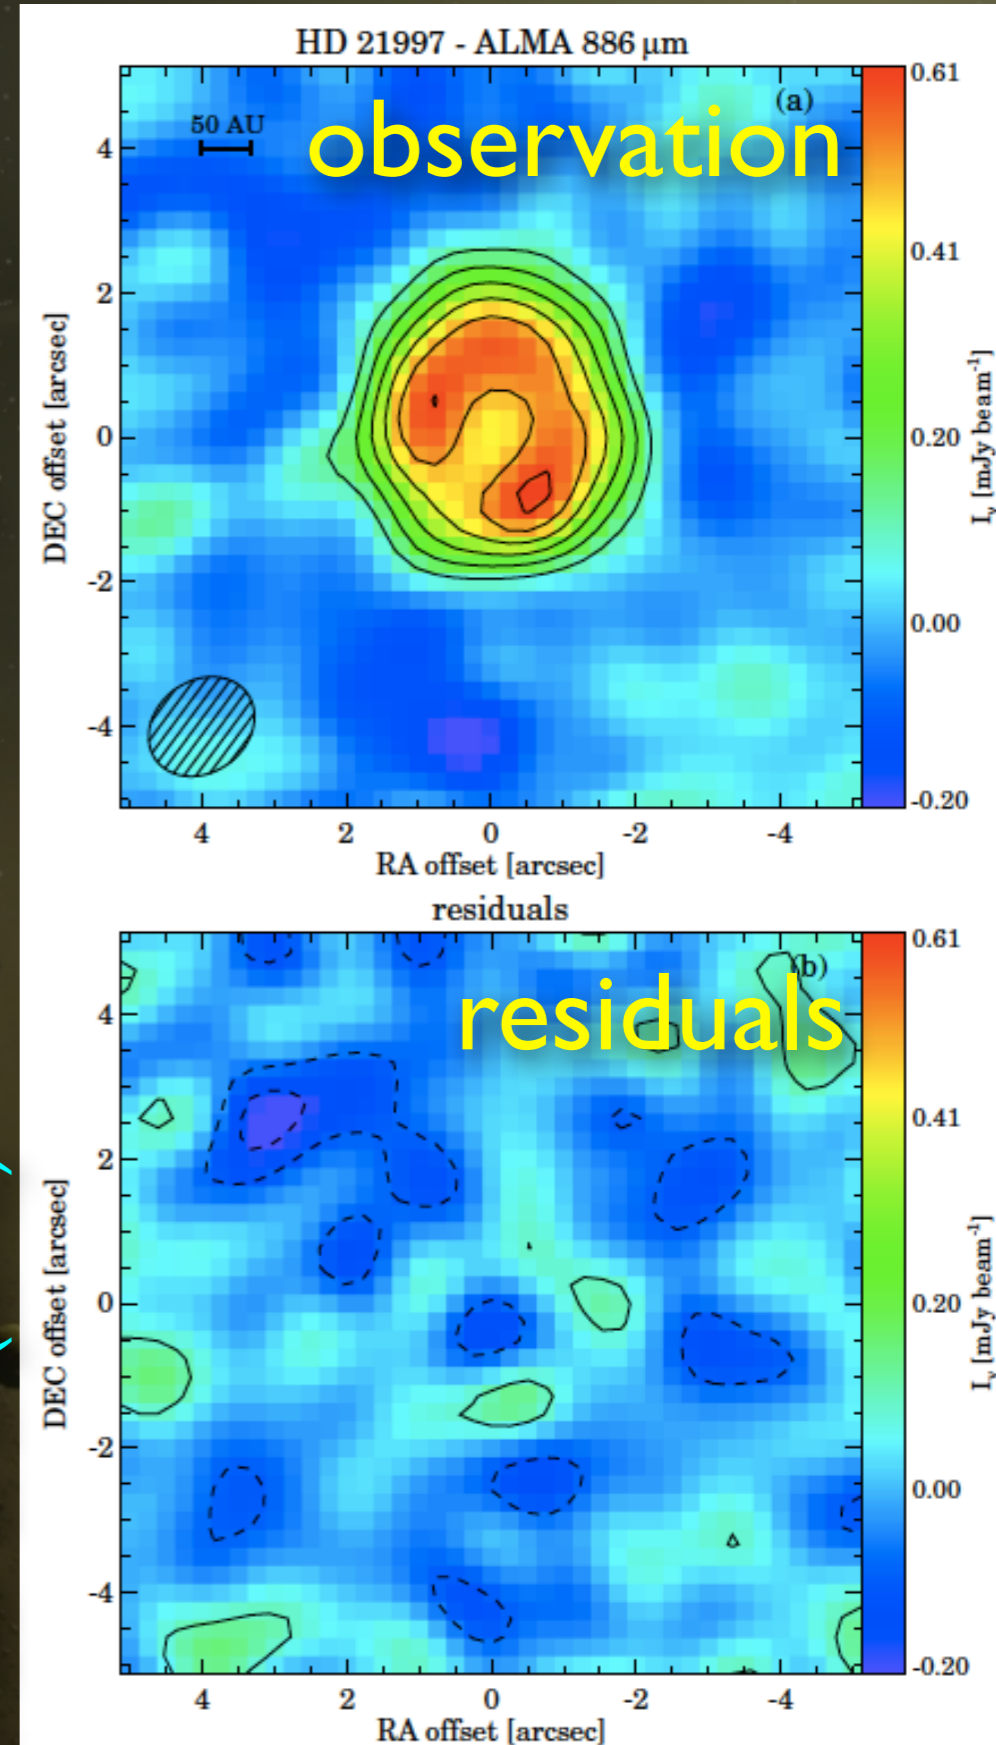 HD 21997 - ALMA 886 μm
(a)
50 AU
observation
4
2
0
-2
-4
DEC offset [arcsec]
4 2 0 -2 -4
RA offset [arcsec]
0.61
0.41
0.20
0.00
-0.20
Iν [mJy beam⁻¹]
residuals
(b)
residuals
4
2
0
-2
-4
DEC offset [arcsec]
4 2 0 -2 -4
RA offset [arcsec]
0.61
0.41
0.20
0.00
-0.20
Iν [mJy beam⁻¹]